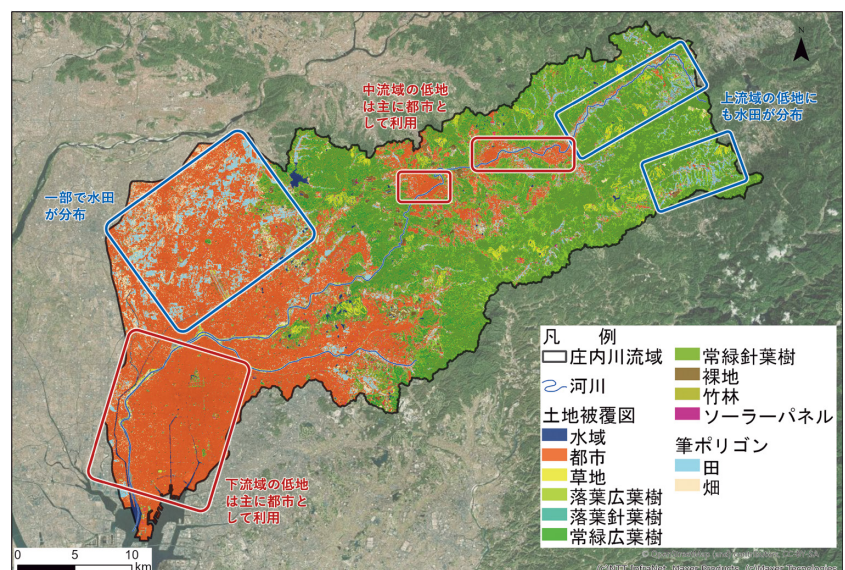 中流域の低地
は主に都市と
して利用
N
上流域の低地に
も水田が分布
一部で水田
が分布
下流域の低地
は主に都市と
して利用
凡 例
庄内川流域
河川
土地被覆図
水域
都市
草地
落葉広葉樹
落葉針葉樹
常緑広葉樹
常緑針葉樹
裸地
竹林
ソーラーパネル
筆ポリゴン
田
畑
0 5 10
km